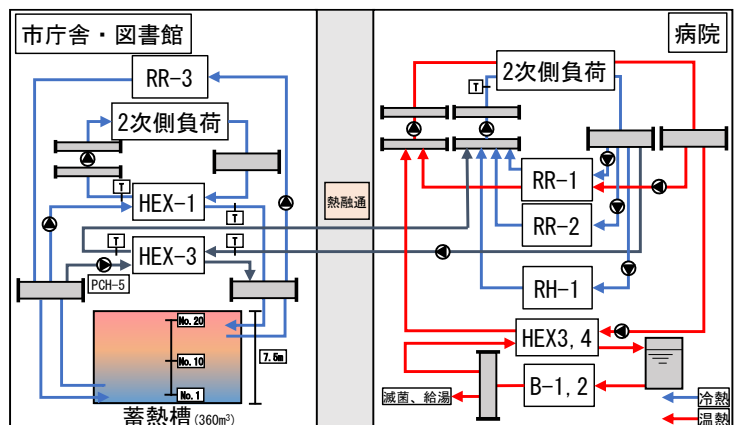 市庁舎・図書館
病院
RR-3
2次側負荷
2次側負荷
T
T
HEX-1
T
熱融通
RR-1
RR-2
T
HEX-3
T
PCH-5
RH-1
No.20
No.10
No.1
7.5m
蓄熱槽(360m³)
HEX3,4
B-1,2
滅菌、給湯
冷熱
温熱